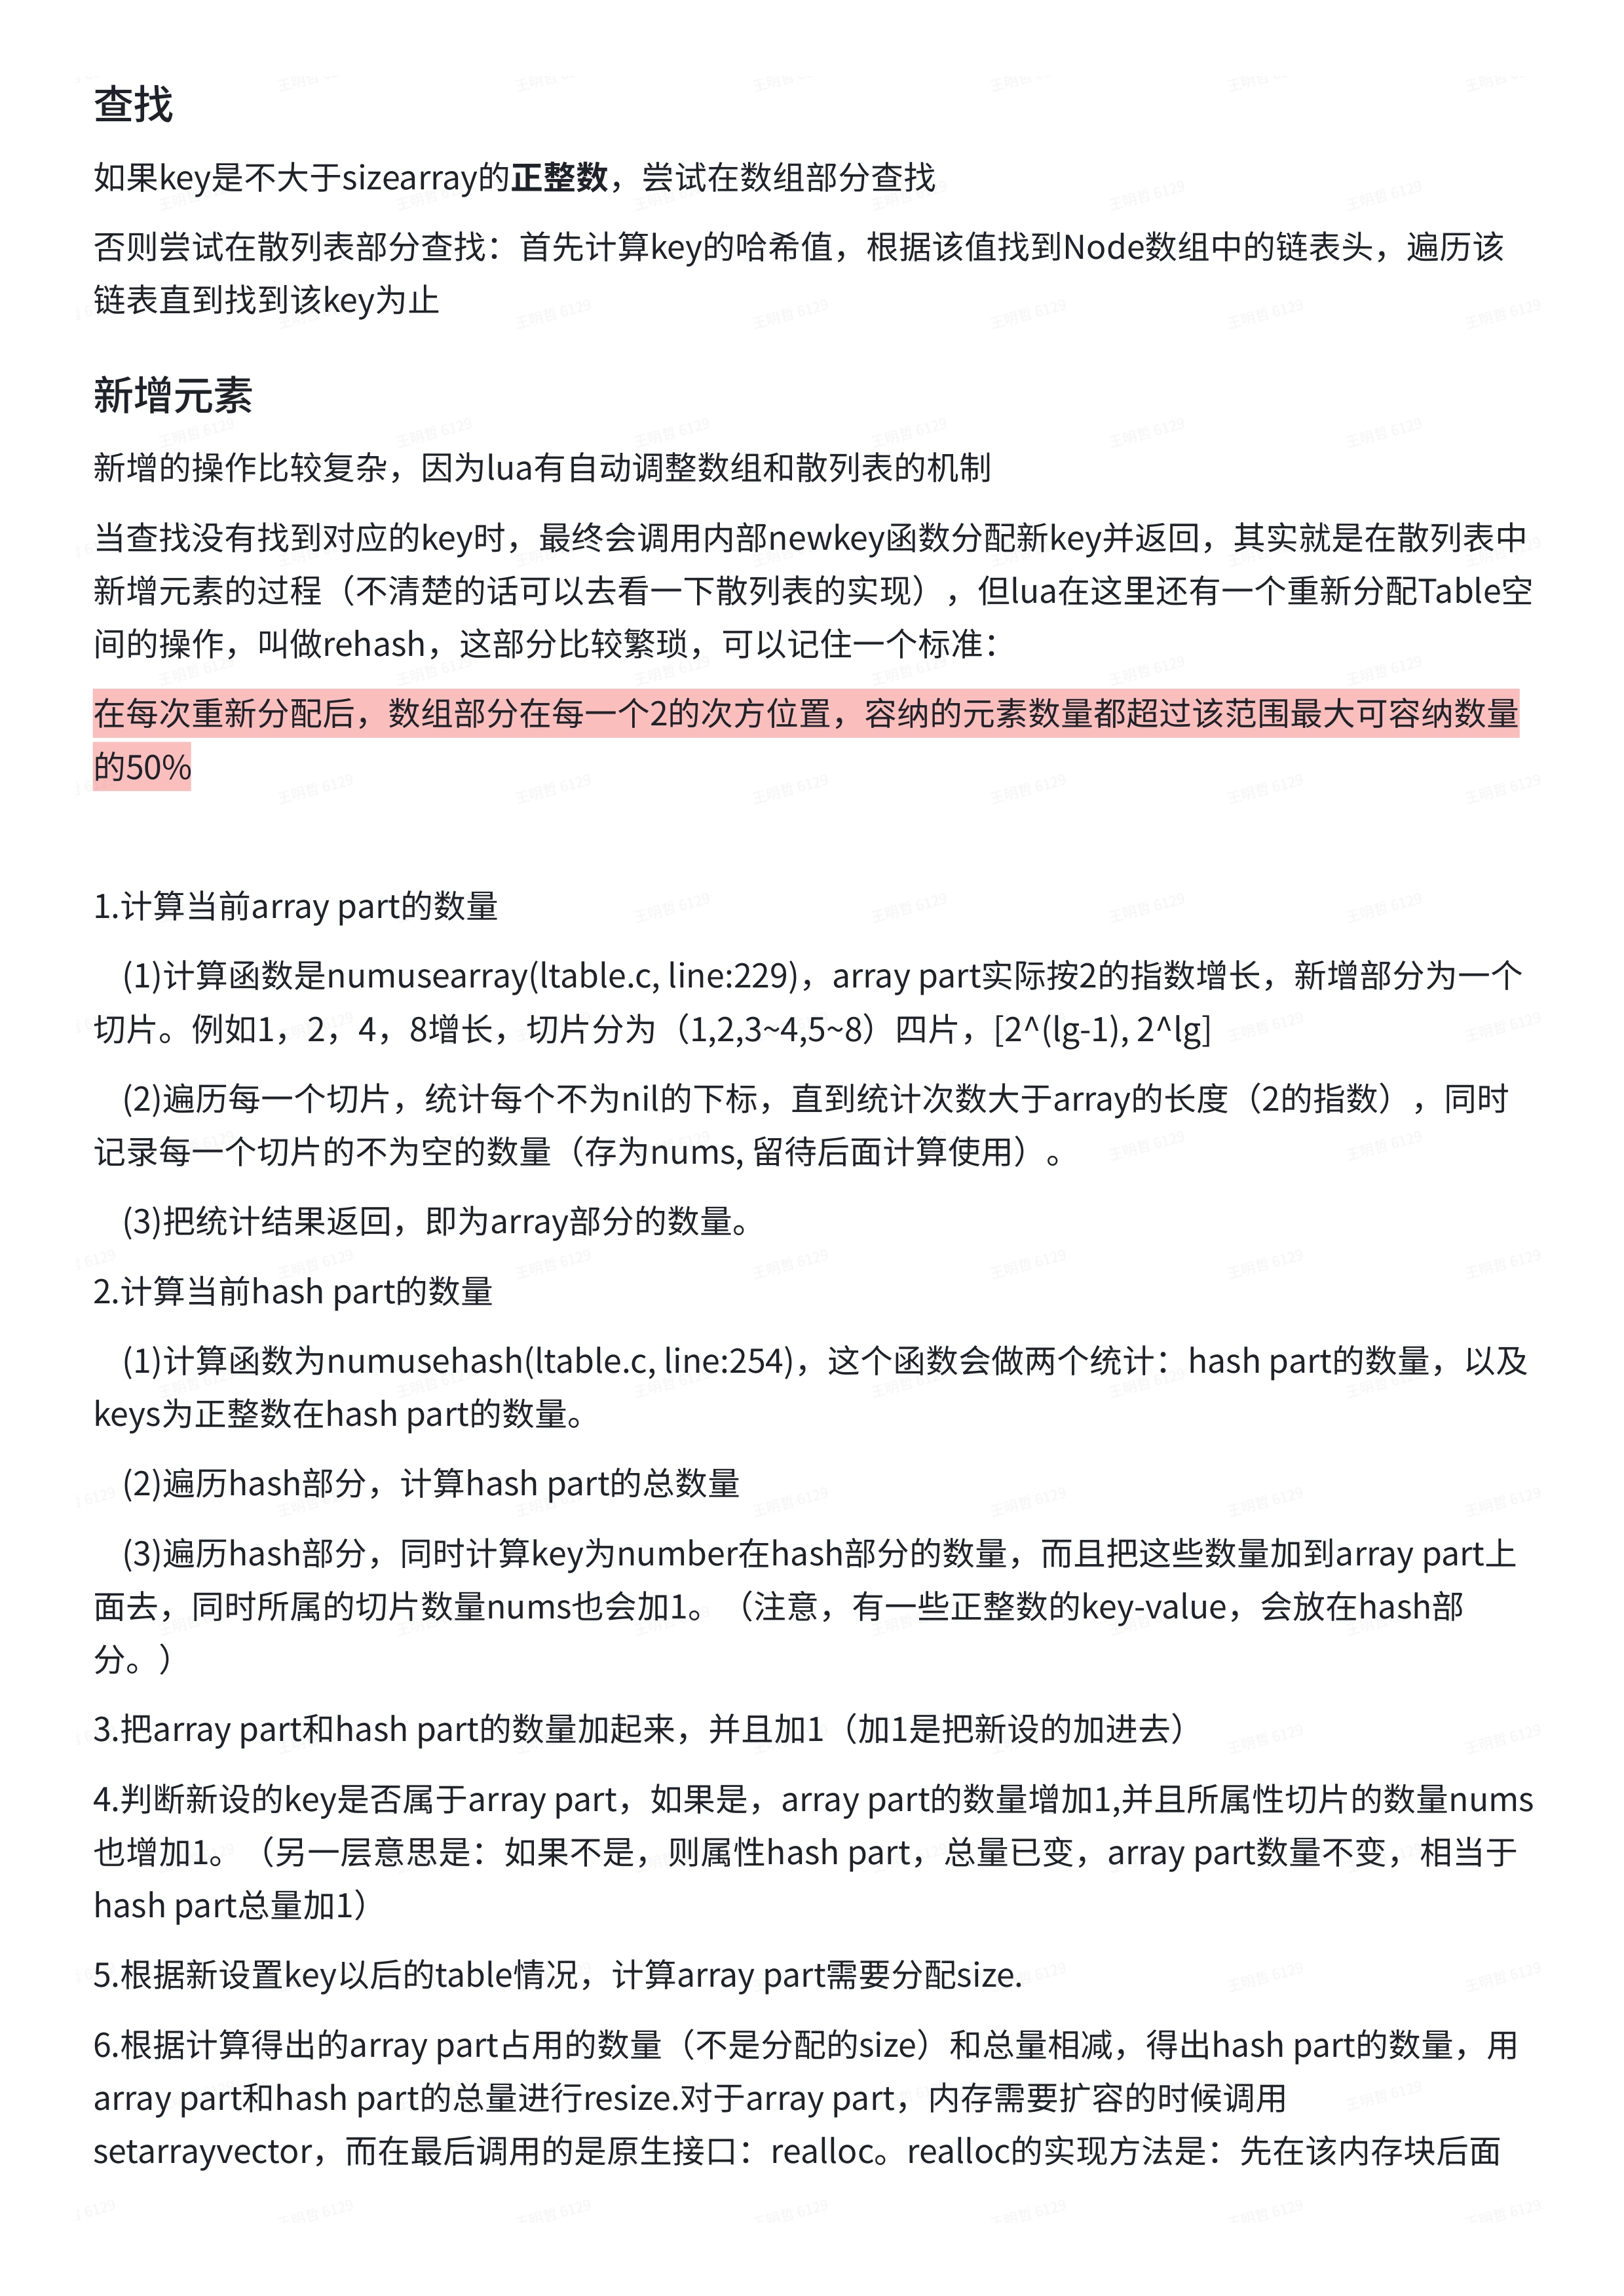 查找
如果key是不大于sizearray的正整数，尝试在数组部分查找
否则尝试在散列表部分查找：首先计算key的哈希值，根据该值找到Node数组中的链表头，遍历该
链表直到找到该key为止
新增元素
新增的操作比较复杂，因为lua有自动调整数组和散列表的机制
当查找没有找到对应的key时，最终会调用内部newkey函数分配新key并返回，其实就是在散列表中
新增元素的过程（不清楚的话可以去看一下散列表的实现），但lua在这里还有一个重新分配Table空
间的操作，叫做rehash，这部分比较繁琐，可以记住一个标准：
在每次重新分配后，数组部分在每一个2的次方位置，容纳的元素数量都超过该范围最大可容纳数量
的50%
1.计算当前array part的数量
(1)计算函数是numusearray(ltable.c, line:229)，array part实际按2的指数增长，新增部分为一个
切片。例如1，2，4，8增长，切片分为（1,2,3~4,5~8）四片，[2^(lg-1), 2^lg]
(2)遍历每一个切片，统计每个不为nil的下标，直到统计次数大于array的长度（2的指数），同时
记录每一个切片的不为空的数量（存为nums, 留待后面计算使用）。
(3)把统计结果返回，即为array部分的数量。
2.计算当前hash part的数量
(1)计算函数为numusehash(ltable.c, line:254)，这个函数会做两个统计：hash part的数量，以及
keys为正整数在hash part的数量。
(2)遍历hash部分，计算hash part的总数量
(3)遍历hash部分，同时计算key为number在hash部分的数量，而且把这些数量加到array part上
面去，同时所属的切片数量nums也会加1。（注意，有一些正整数的key-value，会放在hash部
分。）
3.把array part和hash part的数量加起来，并且加1（加1是把新设的加进去）
4.判断新设的key是否属于array part，如果是，array part的数量增加1,并且所属性切片的数量nums
也增加1。（另一层意思是：如果不是，则属性hash part，总量已变，array part数量不变，相当于
hash part总量加1）
5.根据新设置key以后的table情况，计算array part需要分配size.
6.根据计算得出的array part占用的数量（不是分配的size）和总量相减，得出hash part的数量，用
array part和hash part的总量进行resize.对于array part，内存需要扩容的时候调用
setarrayvector，而在最后调用的是原生接口：realloc。realloc的实现方法是：先在该内存块后面